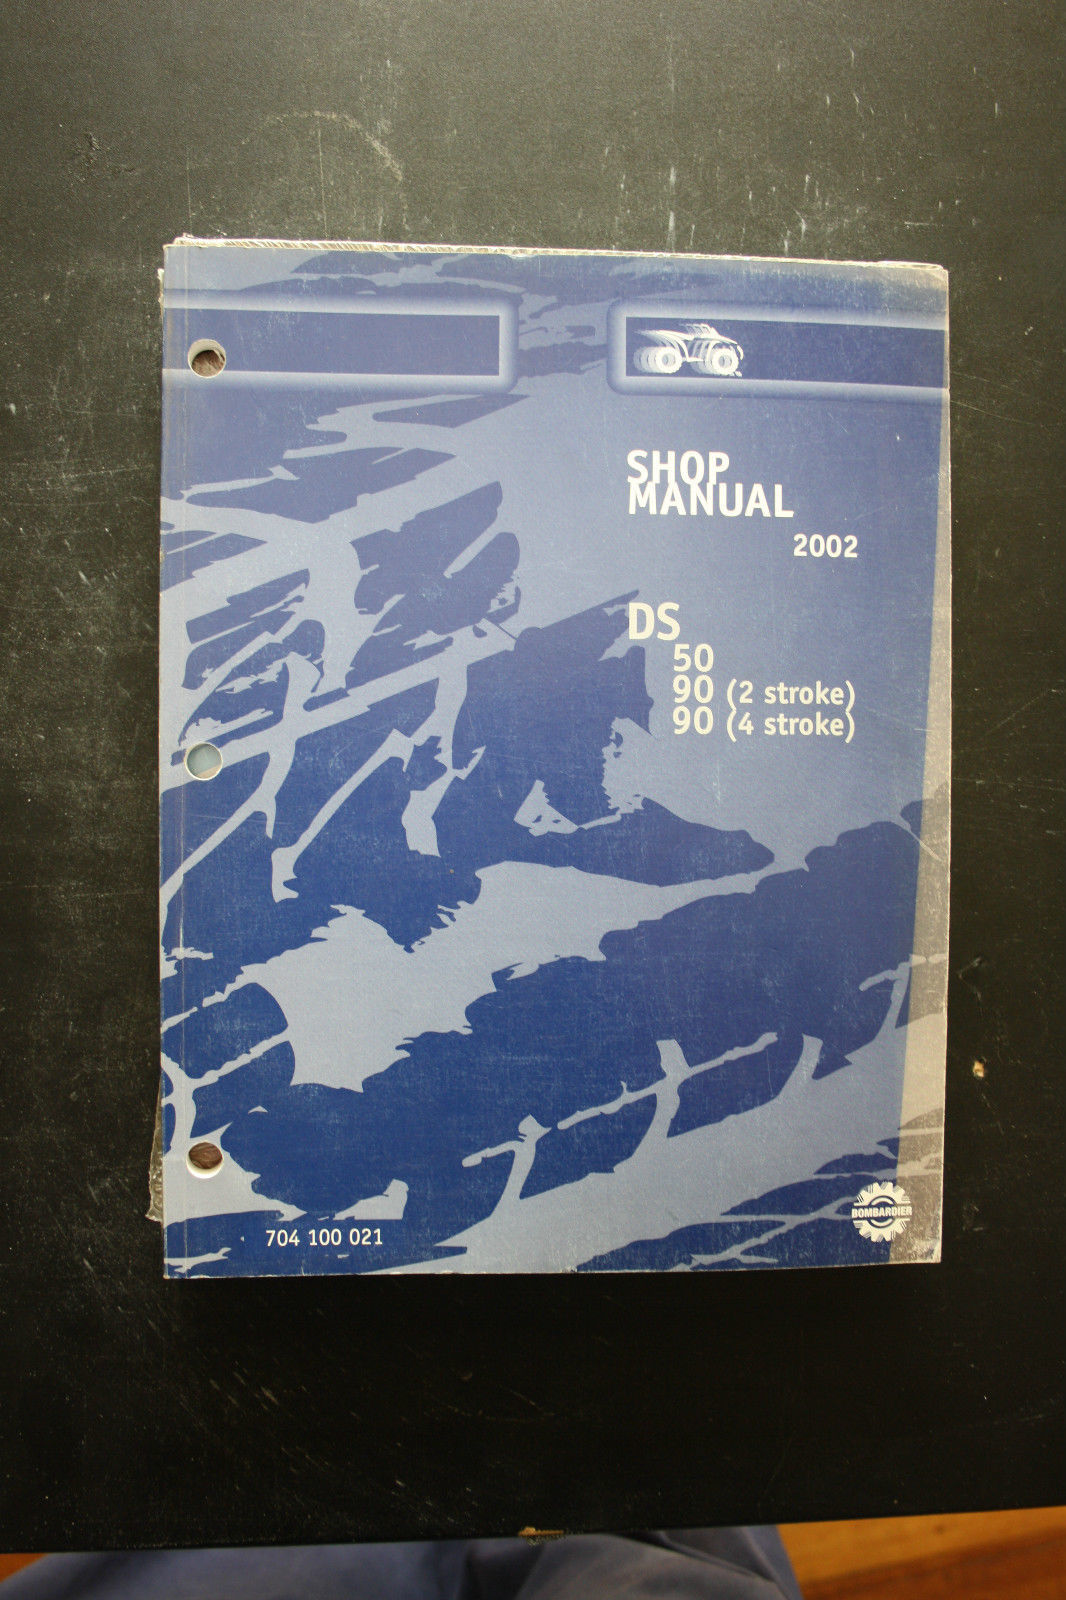 SHOP
MANUAL
2002
DS
50
90 (2 stroke)
90 (4 stroke)
704 100 021
BOMBARDIER